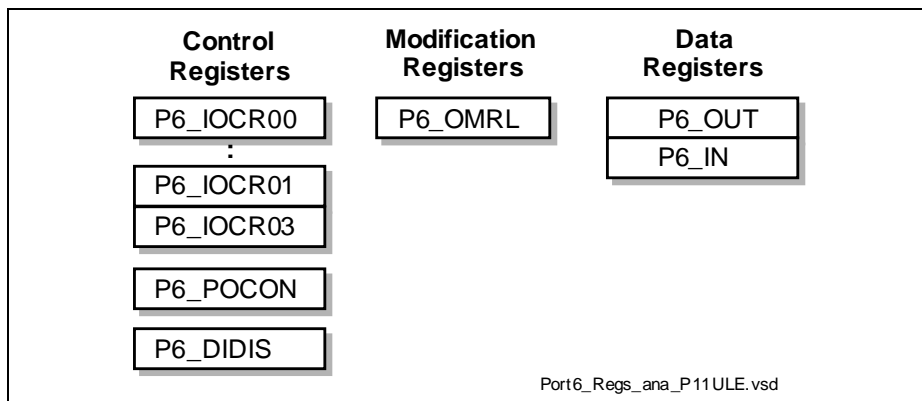 Control
Registers
P6_IOCR00
:
P6_IOCR01
P6_IOCR03
P6_POCON
P6_DIDIS
Modification
Registers
P6_OMRL
Data
Registers
P6_OUT
P6_IN
Port6_Regs_ana_P11ULE.vsd